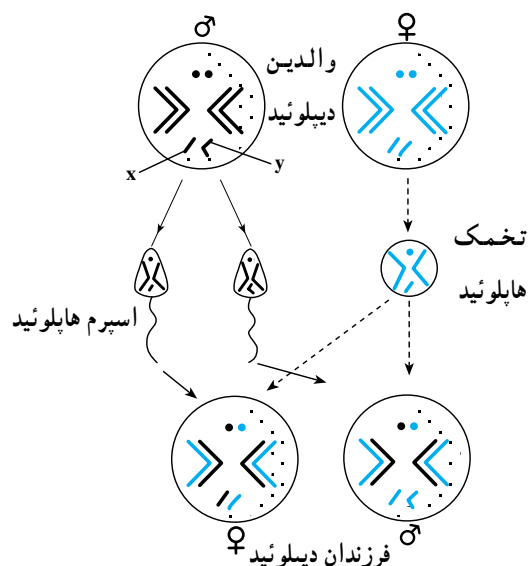 ♂ ♀
والدین
دیپلوئید
x y
تخمک
هاپلوئید
اسپرم هاپلوئید
♀ ♂
فرزندان دیپلوئید